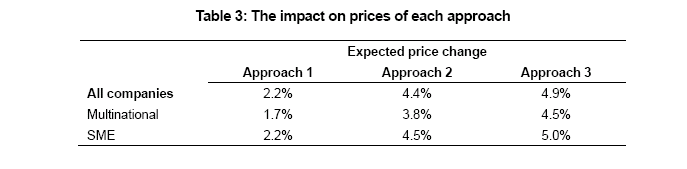 Table 3: The impact on prices of each approach
Expected price change
Approach 1 Approach 2 Approach 3
All companies 2.2% 4.4% 4.9%
Multinational 1.7% 3.8% 4.5%
SME 2.2% 4.5% 5.0%